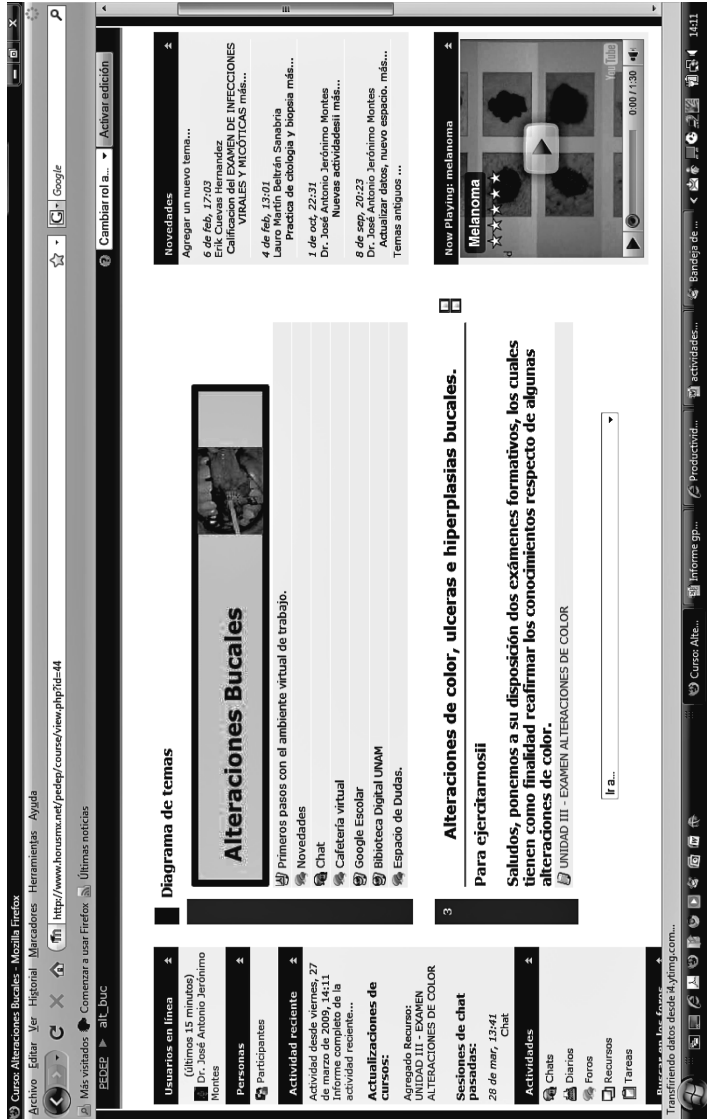 Curso: Alteraciones Bucales - Mozilla Firefox
Archivo Editar Ver Historial Marcadores Herramientas Ayuda
http://www.horusmx.net/pedep/course/view.php?id=44
Google
Más visitados Comenzar a usar Firefox Últimas noticias
PEDEP ► alt_buc
Cambiar rol a...
Activar edición
Usuarios en línea
(últimos 15 minutos)
Dr. José Antonio Jerónimo
Montes
Personas
Participantes
Actividad reciente
Actividad desde viernes, 27
de marzo de 2009, 14:11
Informe completo de la
actividad reciente...
Actualizaciones de
cursos:
Agregado Recurso:
UNIDAD III - EXAMEN
ALTERACIONES DE COLOR
Sesiones de chat
pasadas:
28 de mar, 13:41
Chat
Actividades
Chats
Diarios
Foros
Recursos
Tareas
Diagrama de temas
Alteraciones Bucales
Primeros pasos con el ambiente virtual de trabajo.
Novedades
Chat
Cafetería virtual
Google Escolar
Bibioteca Digital UNAM
Espacio de Dudas.
3
Alteraciones de color, ulceras e hiperplasias bucales.
Para ejercitarnosii
Saludos, ponemos a su disposición dos exámenes formativos, los cuales
tienen como finalidad reafirmar los conocimientos respecto de algunas
alteraciones de color.
UNIDAD III - EXAMEN ALTERACIONES DE COLOR
Ir a...
Novedades
Agregar un nuevo tema...
6 de feb, 17:03
Erik Cuevas Hernandez
Calificacion del EXAMEN DE INFECCIONES
VIRALES Y MICÓTICAS más...
4 de feb, 13:01
Lauro Martín Beltrán Sanabria
Practica de citologia y biopsia más...
1 de oct, 22:31
Dr. José Antonio Jerónimo Montes
Nuevas actividadesii más...
8 de sep, 20:23
Dr. José Antonio Jerónimo Montes
Actualizar datos, nuevo espacio. más...
Temas antiguos ...
Now Playing: melanoma
Melanoma
You Tube
0:00 / 1:30
Transfiriendo datos desde i4.ytimg.com...
Curso: Alte...
Informe gp...
Productivid...
actividades...
Bandeja de ...
14:11